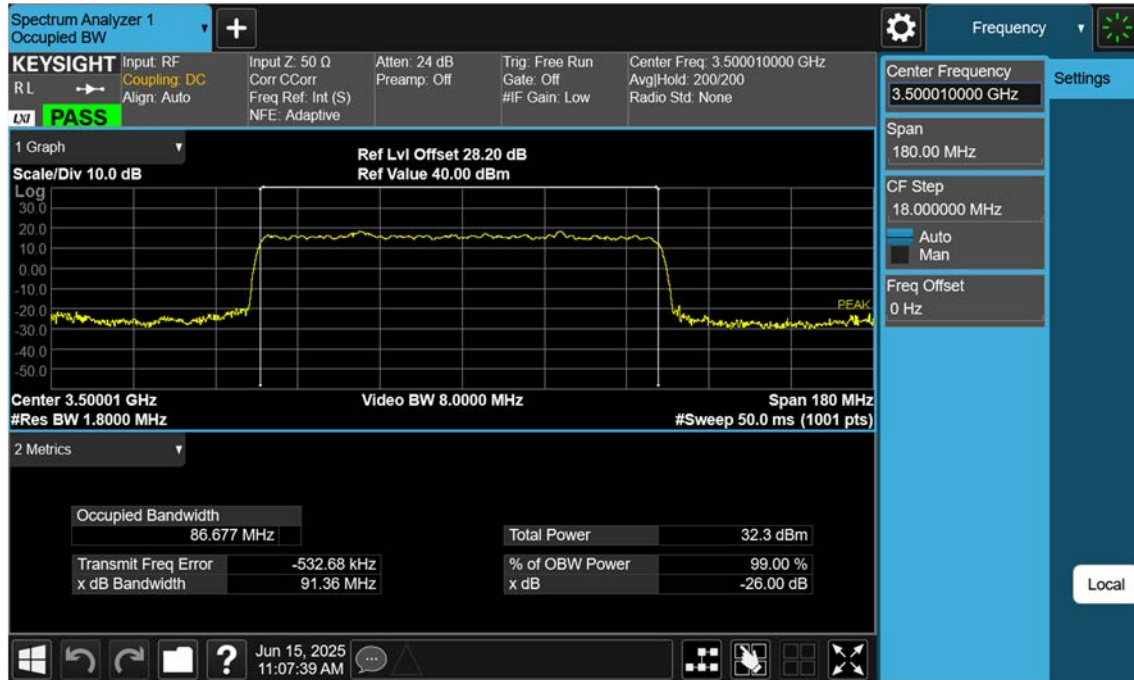 Spectrum Analyzer 1
Occupied BW
+
Frequency
KEYSIGHT
R L
LXI PASS
Input: RF
Coupling: DC
Align: Auto
Input Z: 50 Ω
Corr CCorr
Freq Ref: Int (S)
NFE: Adaptive
Atten: 24 dB
Preamp: Off
Trig: Free Run
Gate: Off
#IF Gain: Low
Center Freq: 3.500010000 GHz
Avg|Hold: 200/200
Radio Std: None
Center Frequency
3.500010000 GHz
Settings
Span
180.00 MHz
CF Step
18.000000 MHz
Auto
Man
Freq Offset
0 Hz
Local
1 Graph
Scale/Div 10.0 dB
Ref Lvl Offset 28.20 dB
Ref Value 40.00 dBm
Log
30.0
20.0
10.0
0.00
-10.0
-20.0
-30.0
-40.0
-50.0
PEAK
Center 3.50001 GHz
Video BW 8.0000 MHz
Span 180 MHz
#Res BW 1.8000 MHz
#Sweep 50.0 ms (1001 pts)
2 Metrics
Occupied Bandwidth
86.677 MHz
Total Power 32.3 dBm
Transmit Freq Error -532.68 kHz
% of OBW Power 99.00 %
x dB Bandwidth 91.36 MHz
x dB -26.00 dB
?
Jun 15, 2025
11:07:39 AM